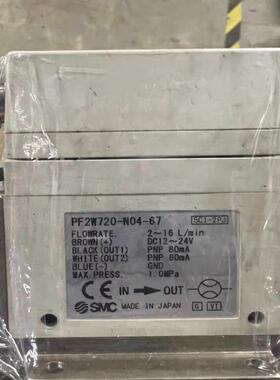 PF2W720-N04-67
FLOWRATE. 2~16 L/min
BROWN(+) DC12~24V
BLACK(OUT1) PNP 80mA
WHITE(OUT2) PNP 80mA
BLUE(-) GND
MAX.PRESS. 1.0MPa
CE IN → OUT
SMC MADE IN JAPAN G VI